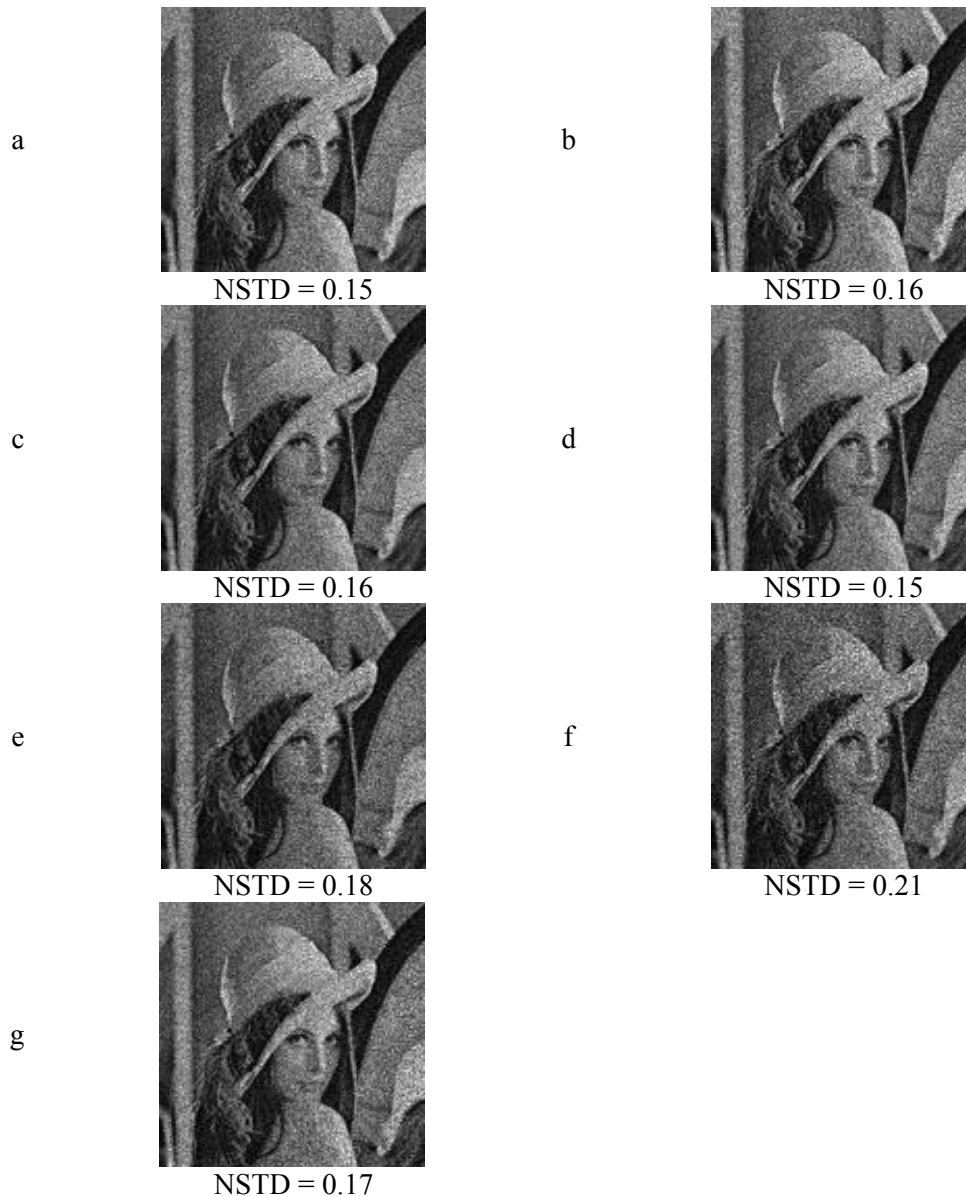 a
b
NSTD = 0.15
NSTD = 0.16
c
d
NSTD = 0.16
NSTD = 0.15
e
f
NSTD = 0.18
NSTD = 0.21
g
NSTD = 0.17